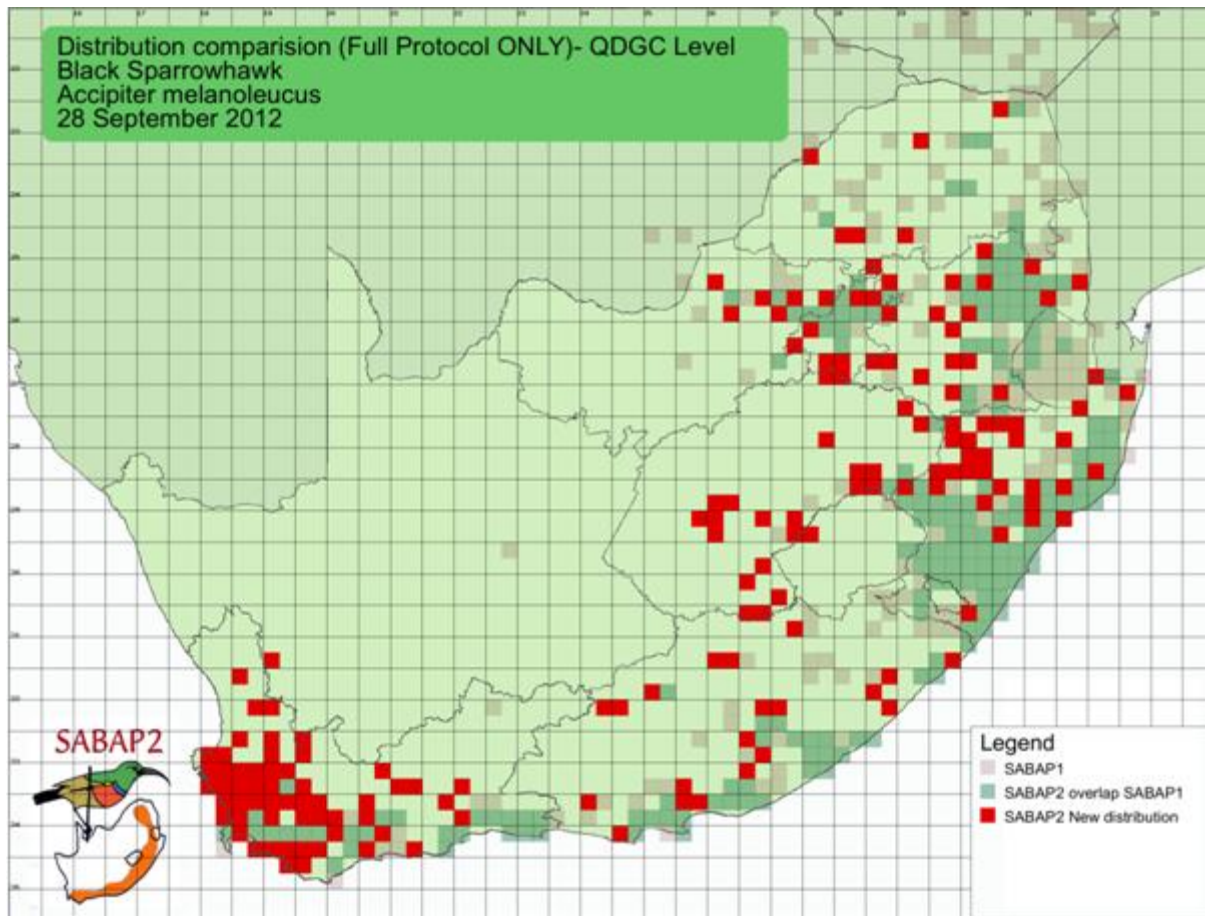 Distribution comparision (Full Protocol ONLY)- QDGC Level
Black Sparrowhawk
Accipiter melanoleucus
28 September 2012
SABAP2
Legend
SABAP1
SABAP2 overlap SABAP1
SABAP2 New distribution